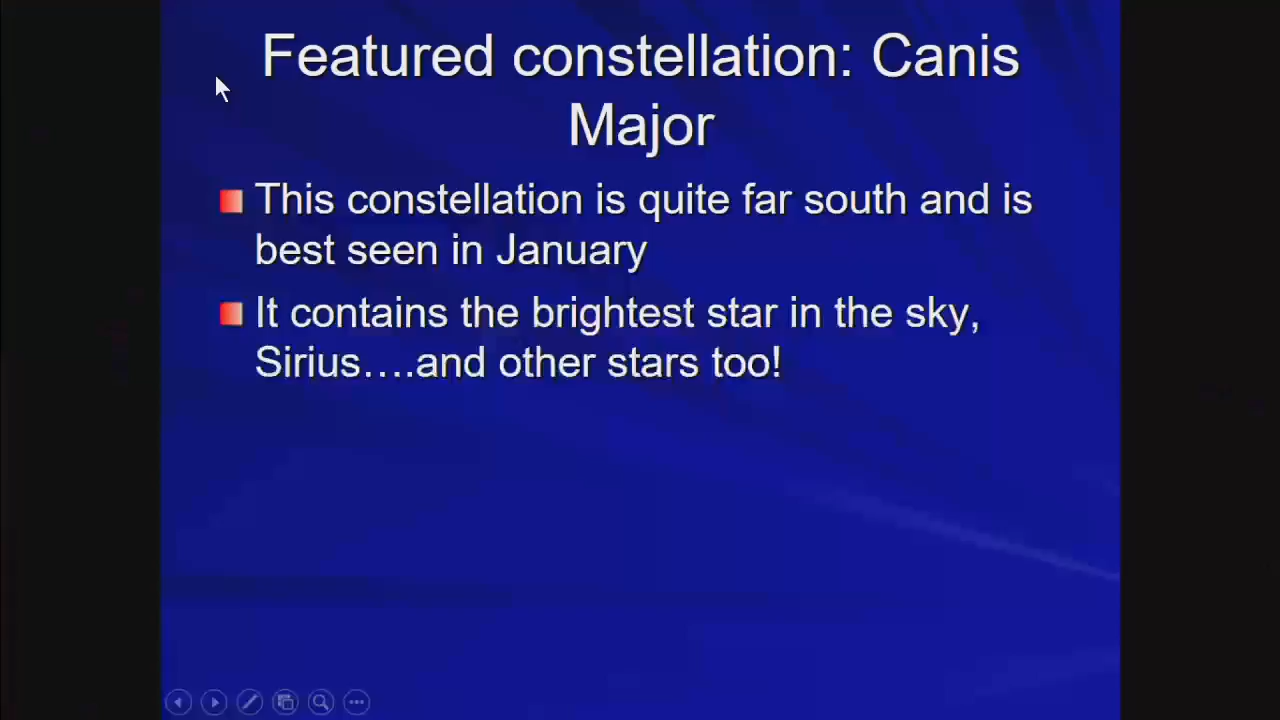 Featured constellation: Canis
Major
This constellation is quite far south and is
best seen in January
It contains the brightest star in the sky,
Sirius….and other stars too!